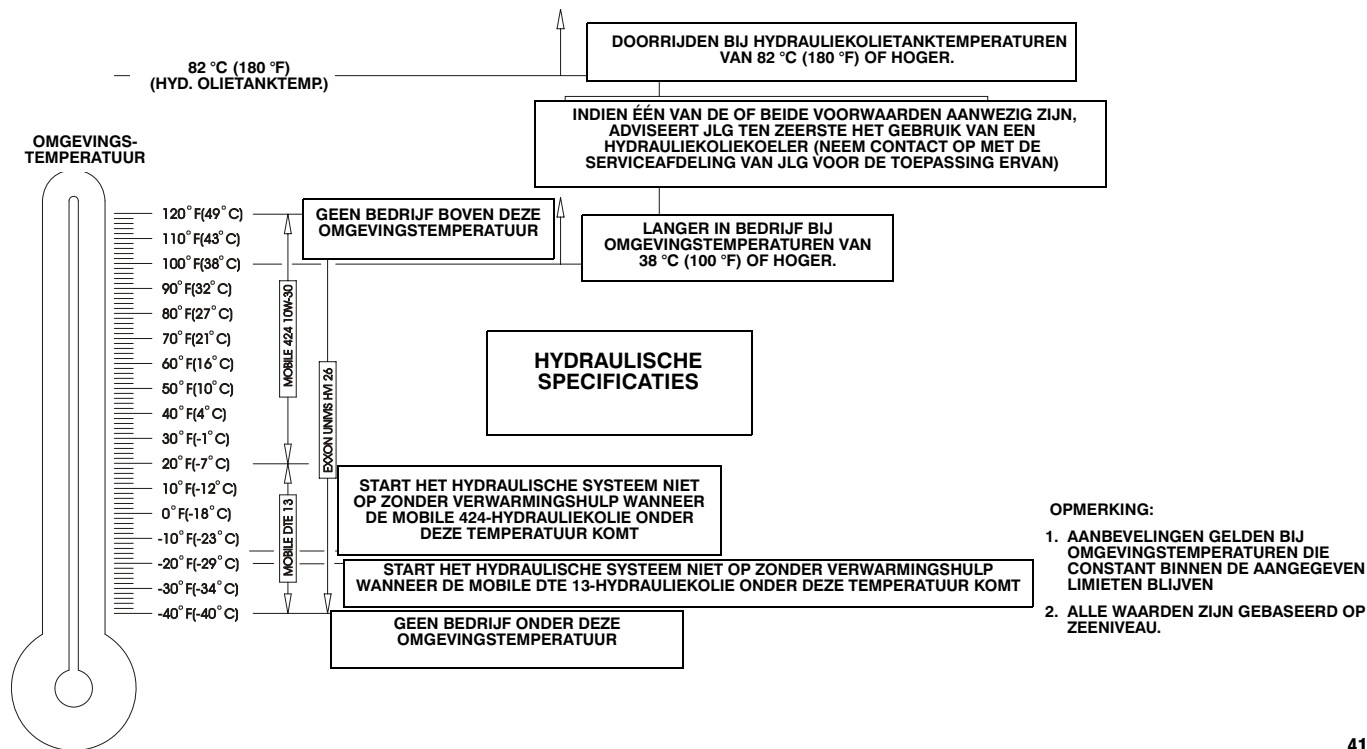 82 °C (180 °F)
(HYD. OLIETANKTEMP.)
DOORRIJDEN BIJ HYDRAULIEKOLIETANKTEMPERATUREN
VAN 82 °C (180 °F) OF HOGER.
INDIEN ÉÉN VAN DE OF BEIDE VOORWAARDEN AANWEZIG ZIJN,
ADVISEERT JLG TEN ZEERSTE HET GEBRUIK VAN EEN
HYDRAULIEKOLIEKOELER (NEEM CONTACT OP MET DE
SERVICEAFDELING VAN JLG VOOR DE TOEPASSING ERVAN)
OMGEVINGS-
TEMPERATUUR
120°F(49°C)
110°F(43°C)
100°F(38°C)
90°F(32°C)
80°F(27°C)
70°F(21°C)
60°F(16°C)
50°F(10°C)
40°F(4°C)
30°F(-1°C)
20°F(-7°C)
10°F(-12°C)
0°F(-18°C)
-10°F(-23°C)
-20°F(-29°C)
-30°F(-34°C)
-40°F(-40°C)
MOBILE 424 10W-30
MOBILE DTE 13
EXXON UNIVIS HVI 26
GEEN BEDRIJF BOVEN DEZE
OMGEVINGSTEMPERATUUR
LANGER IN BEDRIJF BIJ
OMGEVINGSTEMPERATUREN VAN
38 °C (100 °F) OF HOGER.
HYDRAULISCHE
SPECIFICATIES
START HET HYDRAULISCHE SYSTEEM NIET
OP ZONDER VERWARMINGSHULP WANNEER
DE MOBILE 424-HYDRAULIEKOLIE ONDER
DEZE TEMPERATUUR KOMT
START HET HYDRAULISCHE SYSTEEM NIET OP ZONDER VERWARMINGSHULP
WANNEER DE MOBILE DTE 13-HYDRAULIEKOLIE ONDER DEZE TEMPERATUUR KOMT
GEEN BEDRIJF ONDER DEZE
OMGEVINGSTEMPERATUUR
OPMERKING:
1. AANBEVELINGEN GELDEN BIJ
OMGEVINGSTEMPERATUREN DIE
CONSTANT BINNEN DE AANGEGEVEN
LIMIETEN BLIJVEN
2. ALLE WAARDEN ZIJN GEBASEERD OP
ZEENIVEAU.
41